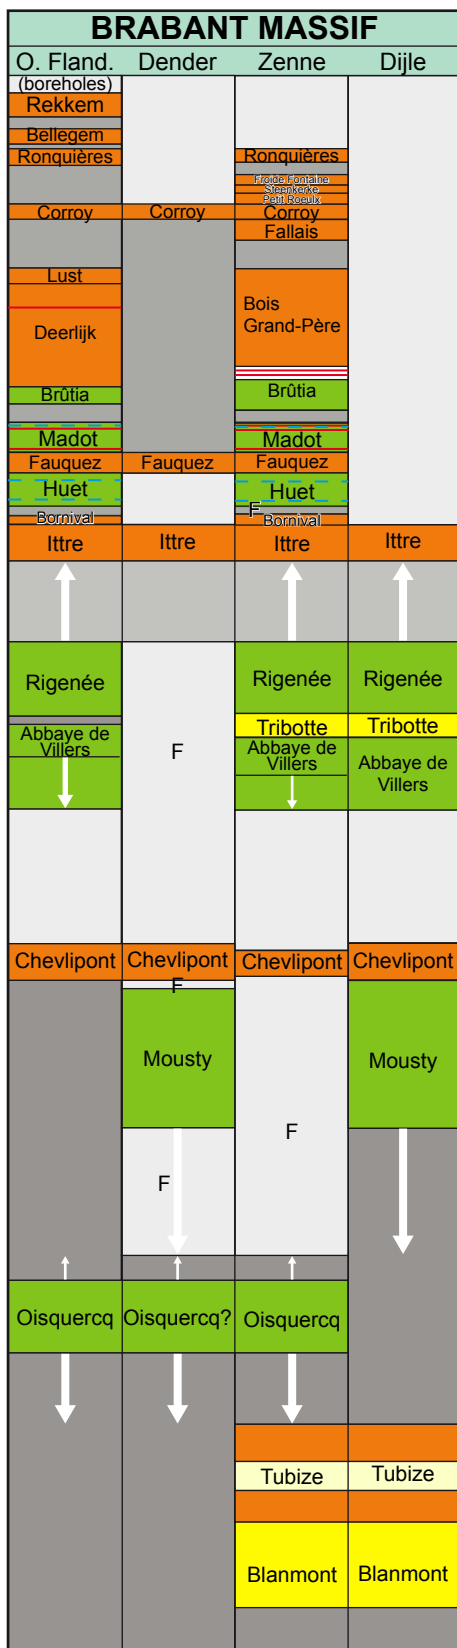 BRABANT MASSIF
O. Fland. Dender Zenne Dijle
(boreholes)
Rekkem
Bellegem
Ronquières Ronquières
Froide Fontaine
Steenkerke
Petit Roeulx
Corroy Corroy Corroy
Fallais
Lust
Bois
Grand-Père
Deerlijk
Brûtia Brûtia
Madot Madot
Fauquez Fauquez Fauquez
Huet Huet
F
Bornival Bornival
Ittre Ittre Ittre Ittre
Rigenée Rigenée Rigenée
Tribotte Tribotte
Abbaye de
Villers
F
Abbaye de
Villers
Abbaye de
Villers
Chevlipont Chevlipont Chevlipont Chevlipont
F
Mousty Mousty
F
F
Oisquercq Oisquercq? Oisquercq
Tubize Tubize
Blanmont Blanmont